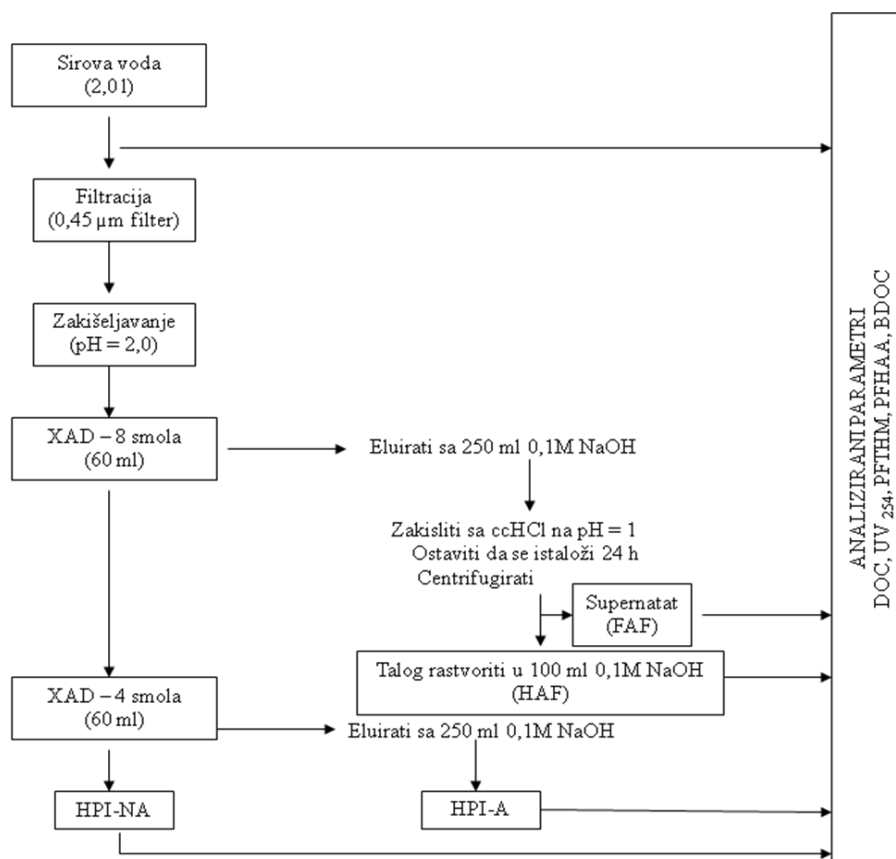 Sirova voda
(2,0l)
Filtracija
(0,45 µm filter)
Zakišeljavanje
(pH = 2,0)
XAD – 8 smola
(60 ml)
Eluirati sa 250 ml 0,1M NaOH
Zakisliti sa ccHCl na pH = 1
Ostaviti da se istaloži 24 h
Centrifugirati
Supernatat
(FAF)
Talog rastvoriti u 100 ml 0,1M NaOH
(HAF)
XAD – 4 smola
(60 ml)
Eluirati sa 250 ml 0,1M NaOH
HPI-NA
HPI-A
ANALIZIRANI PARAMETRI
DOC, UV 254, PFTHM, PFHAA, BDOC